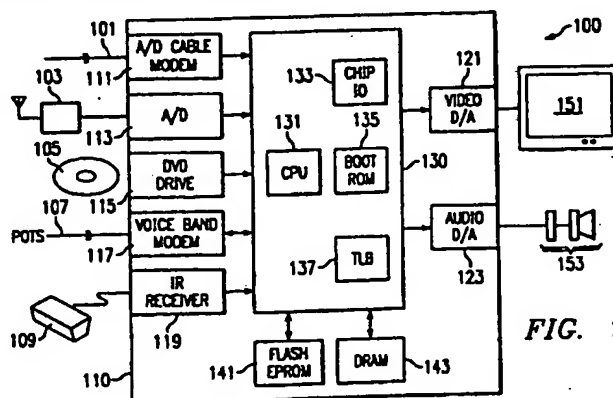 100
101
A/D CABLE
MODEM
111
103
A/D
113
105
DVD
DRIVE
115
107
POTS
VOICE BAND
MODEM
117
IR
RECEIVER
119
109
110
133
CHIP
IO
131
CPU
135
BOOT
ROM
130
137
TLB
141
FLASH
EPROM
DRAM
143
121
VIDEO
D/A
151
AUDIO
D/A
123
153
FIG.